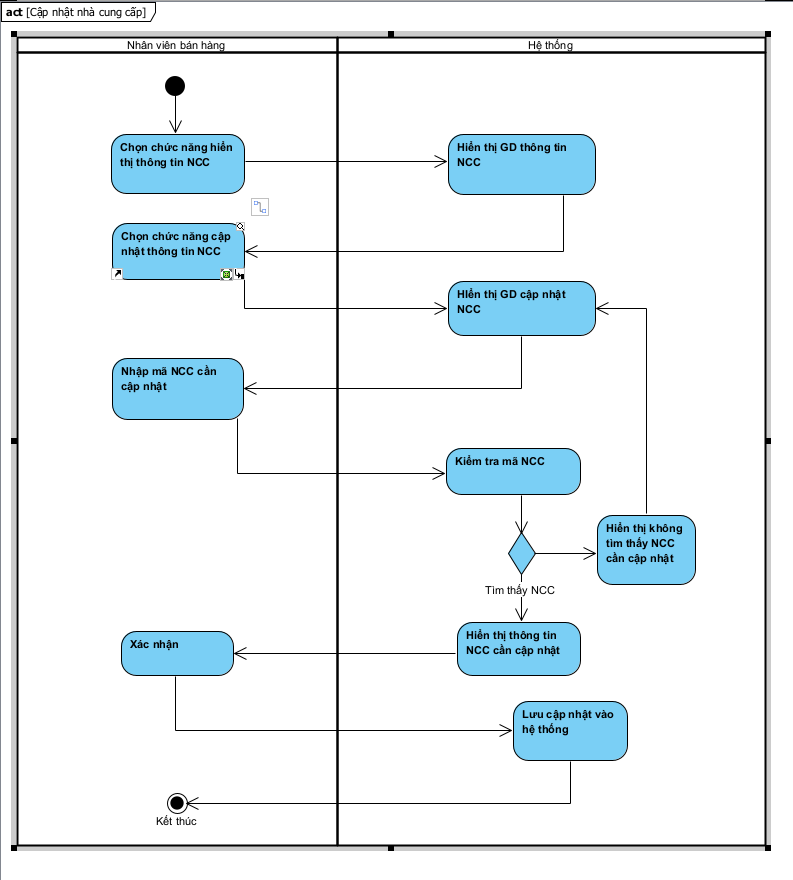 act [Cập nhật nhà cung cấp]
Nhân viên bán hàng
Hệ thống
Chọn chức năng hiển
thị thông tin NCC
Hiển thị GD thông tin
NCC
Chọn chức năng cập
nhật thông tin NCC
HIển thị GD cập nhật
NCC
Nhập mã NCC cần
cập nhật
Kiểm tra mã NCC
Hiển thị không
tìm thấy NCC
cần cập nhật
Tìm thấy NCC
Hiển thị thông tin
NCC cần cập nhật
Xác nhận
Lưu cập nhật vào
hệ thống
Kết thúc